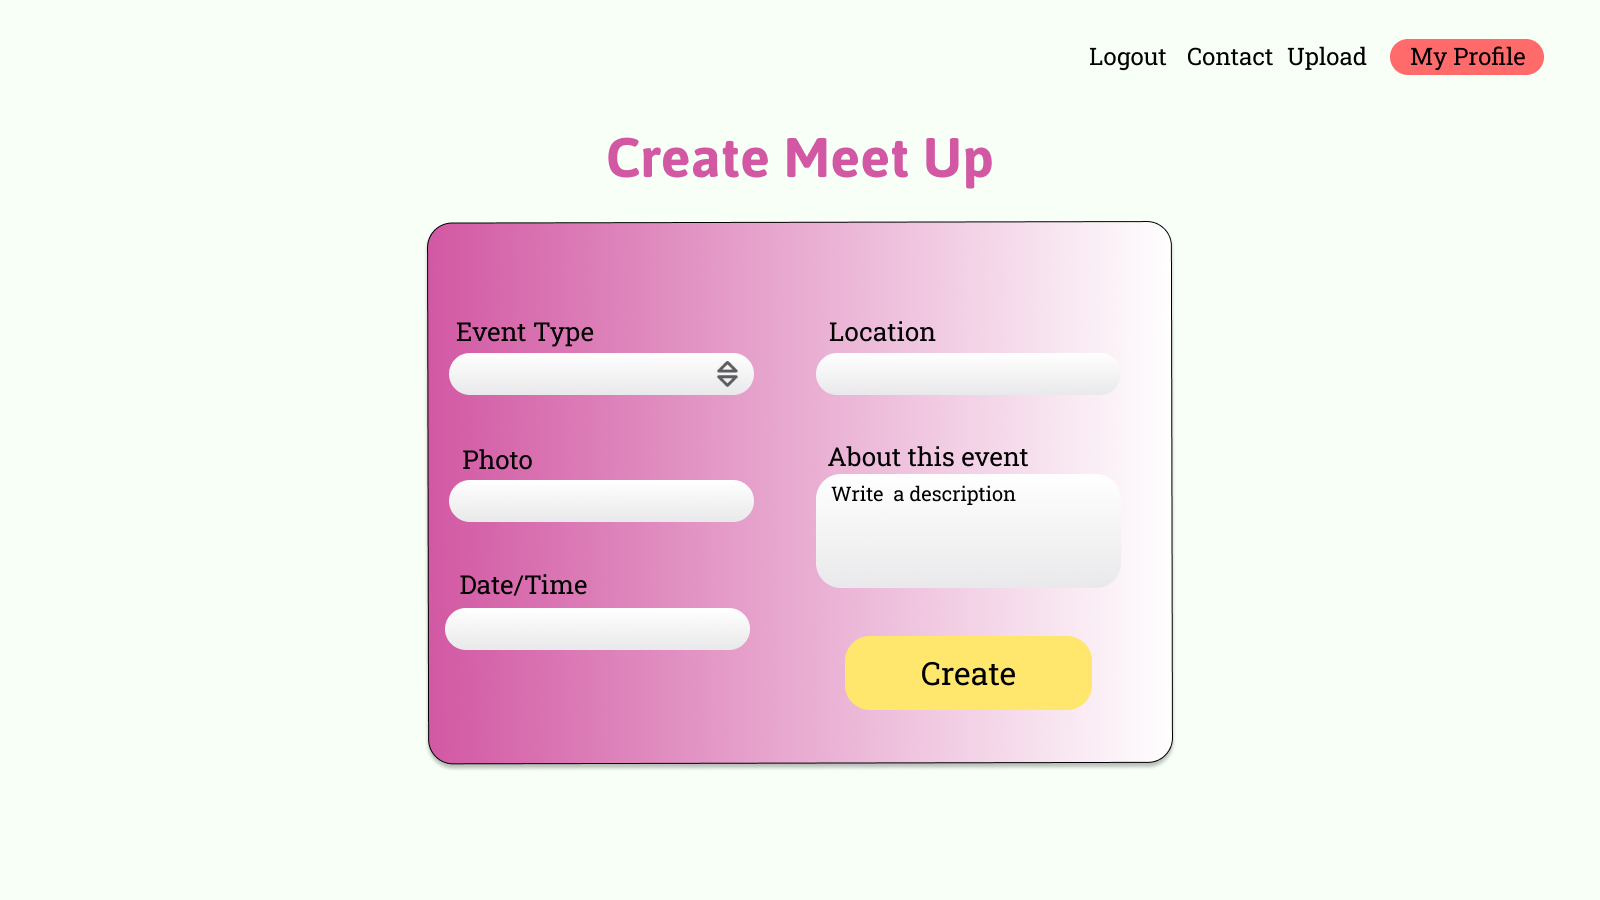 Logout Contact Upload My Profile
Create Meet Up
Event Type
Location
Photo
About this event
Write a description
Date/Time
Create